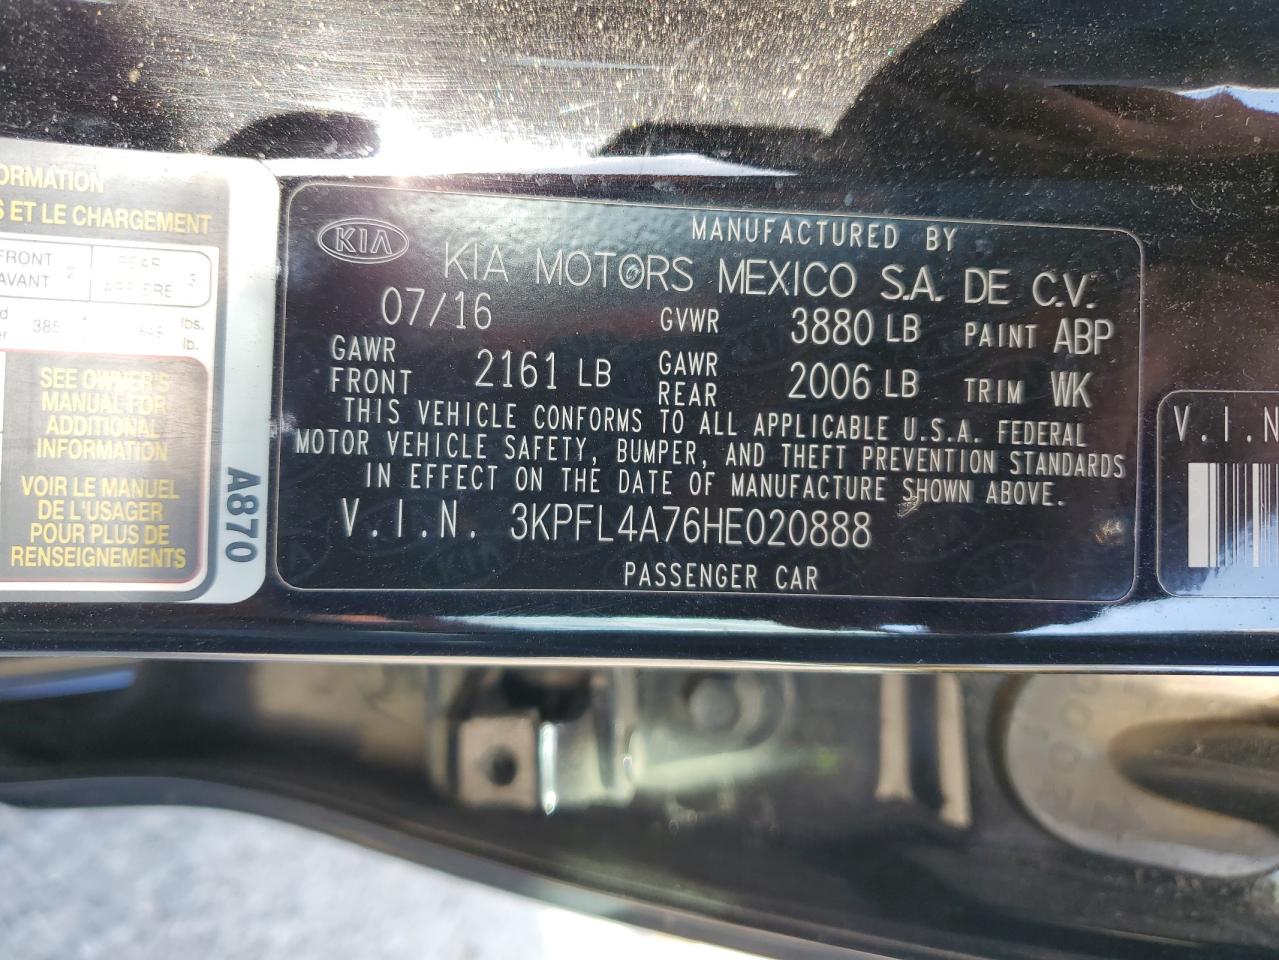 ORMATION
S ET LE CHARGEMENT
FRONT
AVANT 2
REAR
ARRIERE 3
385
lbs.
lb.
SEE OWNER'S
MANUAL FOR
ADDITIONAL
INFORMATION
VOIR LE MANUEL
DE L'USAGER
POUR PLUS DE
RENSEIGNEMENTS
A870
KIA
MANUFACTURED BY
KIA MOTORS MEXICO S.A. DE C.V.
07/16 GVWR 3880 LB PAINT ABP
GAWR FRONT 2161 LB GAWR REAR 2006 LB TRIM WK
THIS VEHICLE CONFORMS TO ALL APPLICABLE U.S.A. FEDERAL
MOTOR VEHICLE SAFETY, BUMPER, AND THEFT PREVENTION STANDARDS
IN EFFECT ON THE DATE OF MANUFACTURE SHOWN ABOVE.
V.I.N. 3KPFL4A76HE020888
PASSENGER CAR
V.I.N